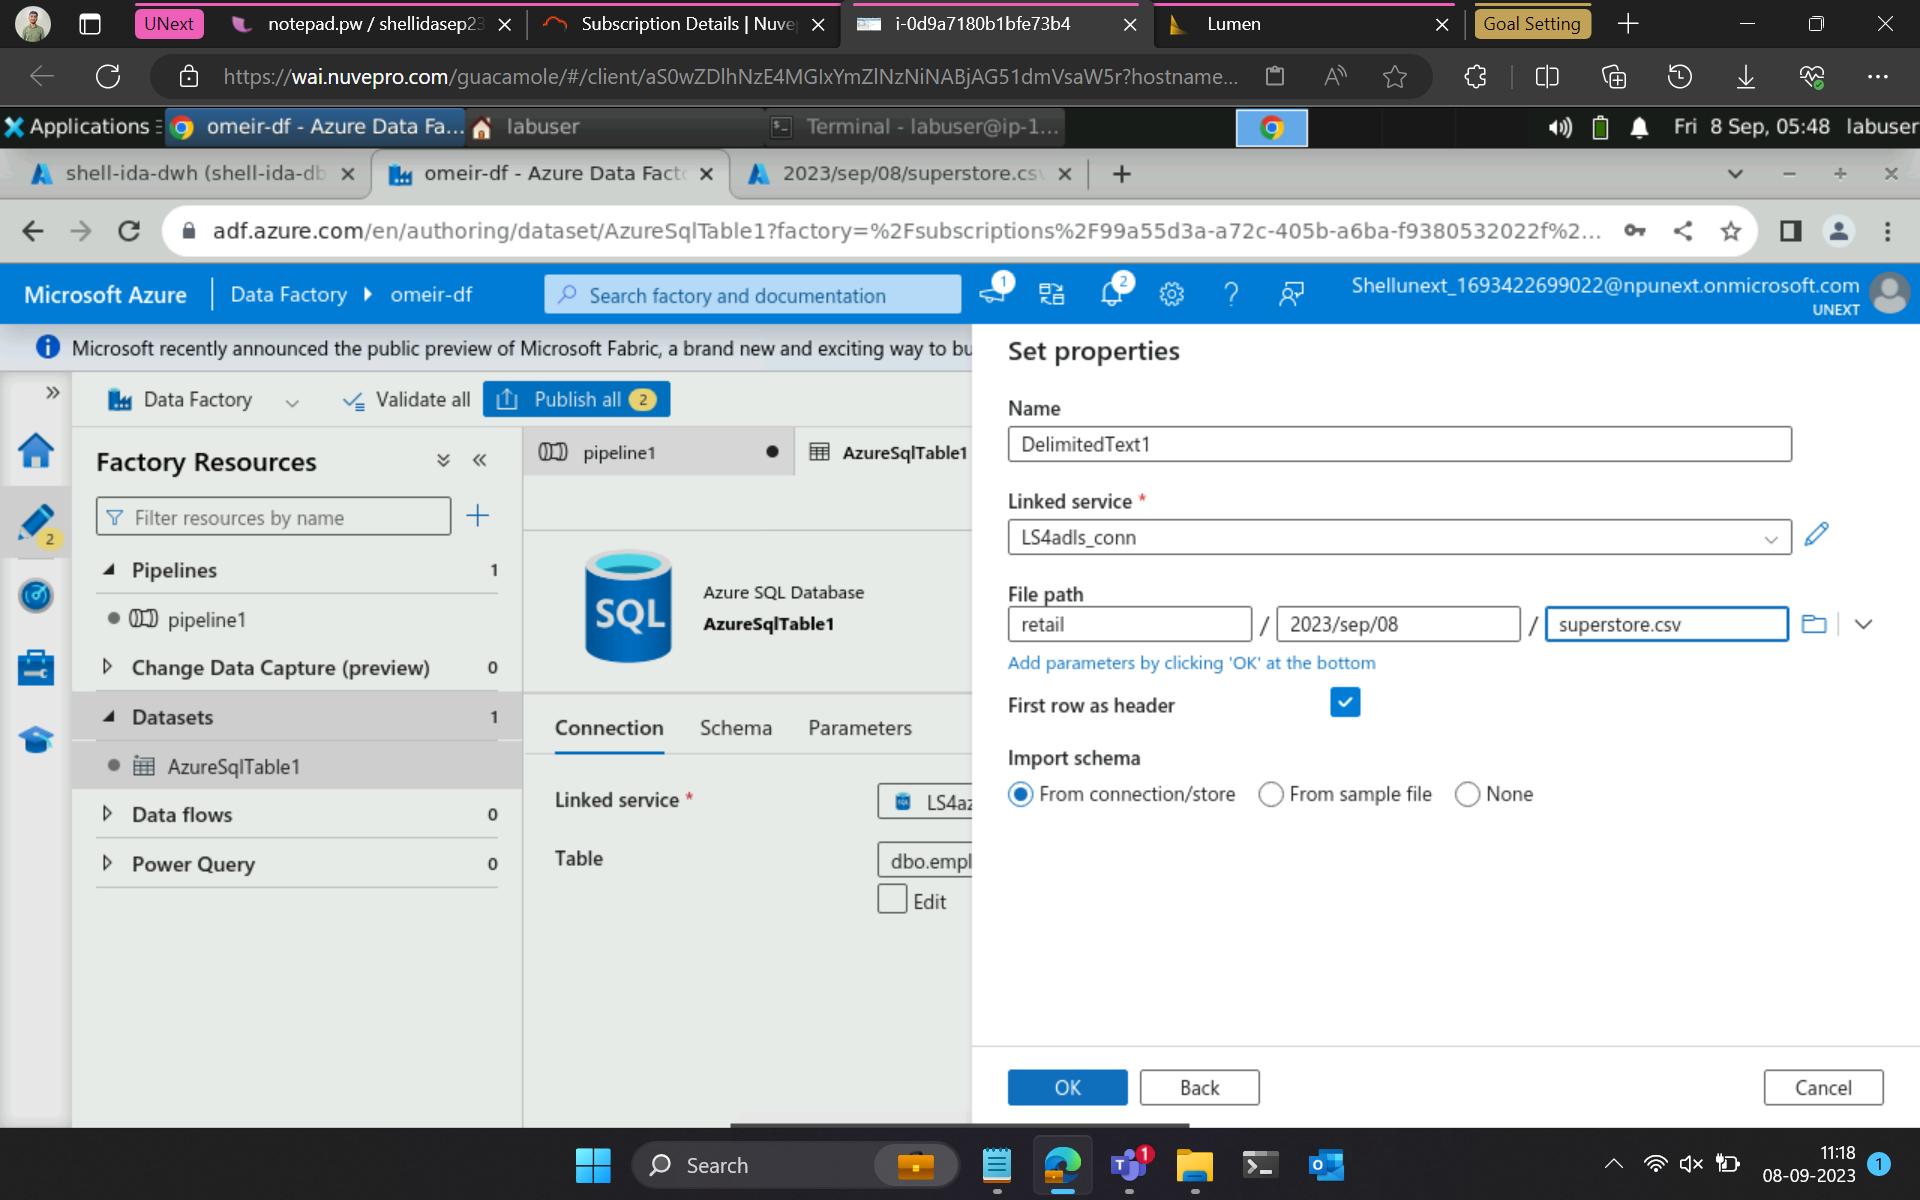 UNext
notepad.pw / shellidasep23
Subscription Details | Nuve
i-0d9a7180b1bfe73b4
Lumen
Goal Setting
https://wai.nuvepro.com/guacamole/#/client/aS0wZDlhNzE4MGIxYmZlNzNiNABjAG51dmVsaW5r?hostname...
Applications
omeir-df - Azure Data Fa...
labuser
Terminal - labuser@ip-1...
Fri 8 Sep, 05:48 labuser
shell-ida-dwh (shell-ida-db
omeir-df - Azure Data Facto
2023/sep/08/superstore.csv
adf.azure.com/en/authoring/dataset/AzureSqlTable1?factory=%2Fsubscriptions%2F99a55d3a-a72c-405b-a6ba-f9380532022f%2...
Microsoft Azure
Data Factory
omeir-df
Search factory and documentation
1
2
Shellunext_1693422699022@npunext.onmicrosoft.com
UNEXT
Microsoft recently announced the public preview of Microsoft Fabric, a brand new and exciting way to bu
Data Factory
Validate all
Publish all 2
Factory Resources
Filter resources by name
2
Pipelines 1
pipeline1
Change Data Capture (preview) 0
Datasets 1
AzureSqlTable1
Data flows 0
Power Query 0
pipeline1
AzureSqlTable1
SQL
Azure SQL Database
AzureSqlTable1
Connection
Schema
Parameters
Linked service *
LS4az
Table
dbo.empl
Edit
Set properties
Name
DelimitedText1
Linked service *
LS4adls_conn
File path
retail / 2023/sep/08 / superstore.csv
Add parameters by clicking 'OK' at the bottom
First row as header
Import schema
From connection/store
From sample file
None
OK
Back
Cancel
Search
1
11:18
08-09-2023
1